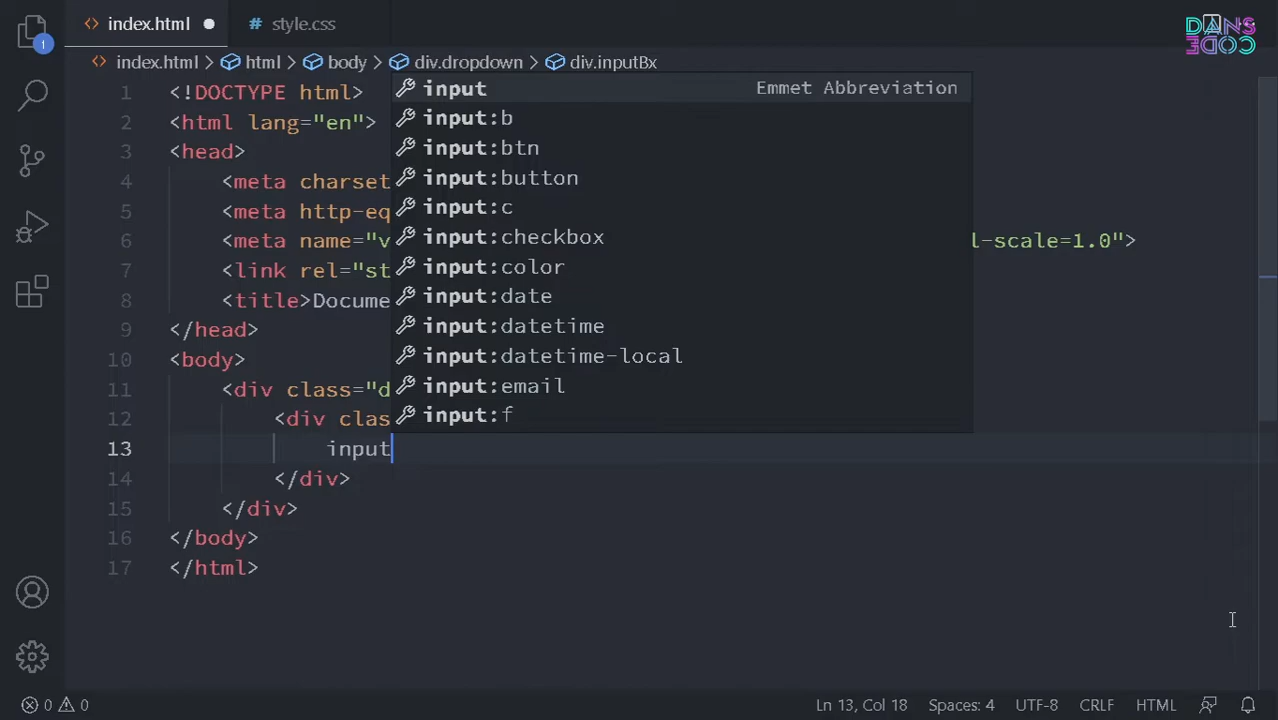 index.html
# style.css
DANS
CODE
1
index.html > html > body > div.dropdown > div.inputBx
1 <!DOCTYPE html>
2 <html lang="en">
3 <head>
4 <meta charset
5 <meta http-eq
6 <meta name="v l-scale=1.0">
7 <link rel="st
8 <title>Docume
9 </head>
10 <body>
11 <div class="d
12 <div clas
13 input
14 </div>
15 </div>
16 </body>
17 </html>
input Emmet Abbreviation
input:b
input:btn
input:button
input:c
input:checkbox
input:color
input:date
input:datetime
input:datetime-local
input:email
input:f
0 0 Ln 13, Col 18 Spaces: 4 UTF-8 CRLF HTML